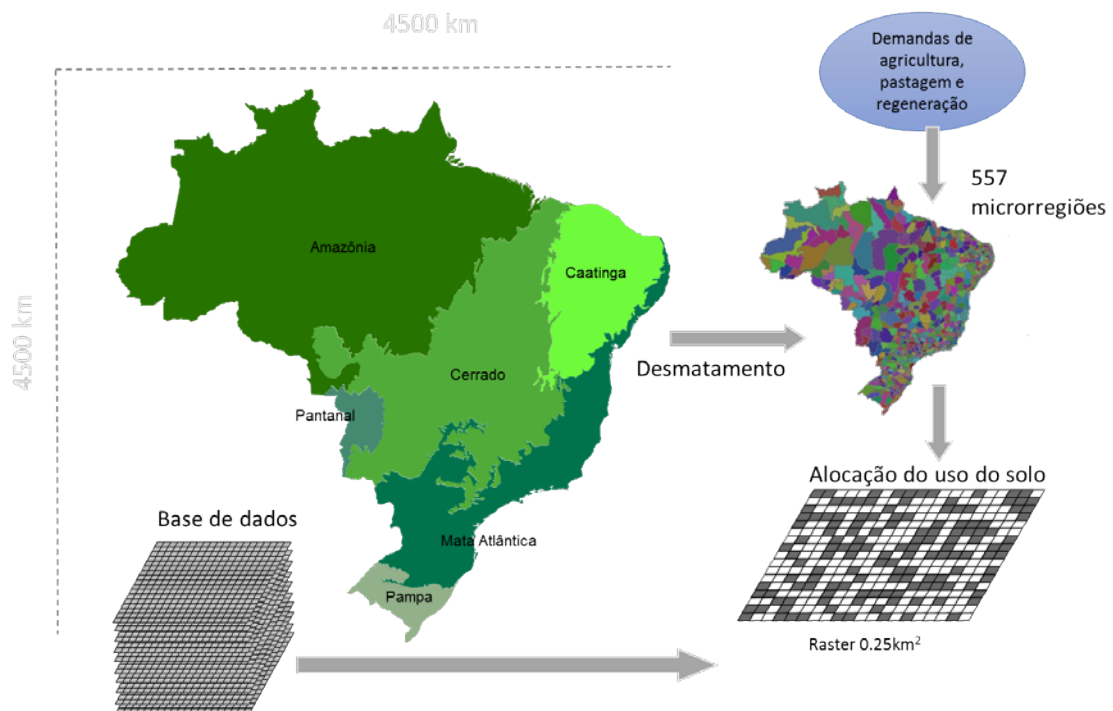 4500 km
4500 km
Demandas de
agricultura,
pastagem e
regeneração
557
microrregiões
Amazônia
Caatinga
Cerrado
Desmatamento
Pantanal
Alocação do uso do solo
Base de dados
Mata Atlântica
Pampa
Raster 0.25km²